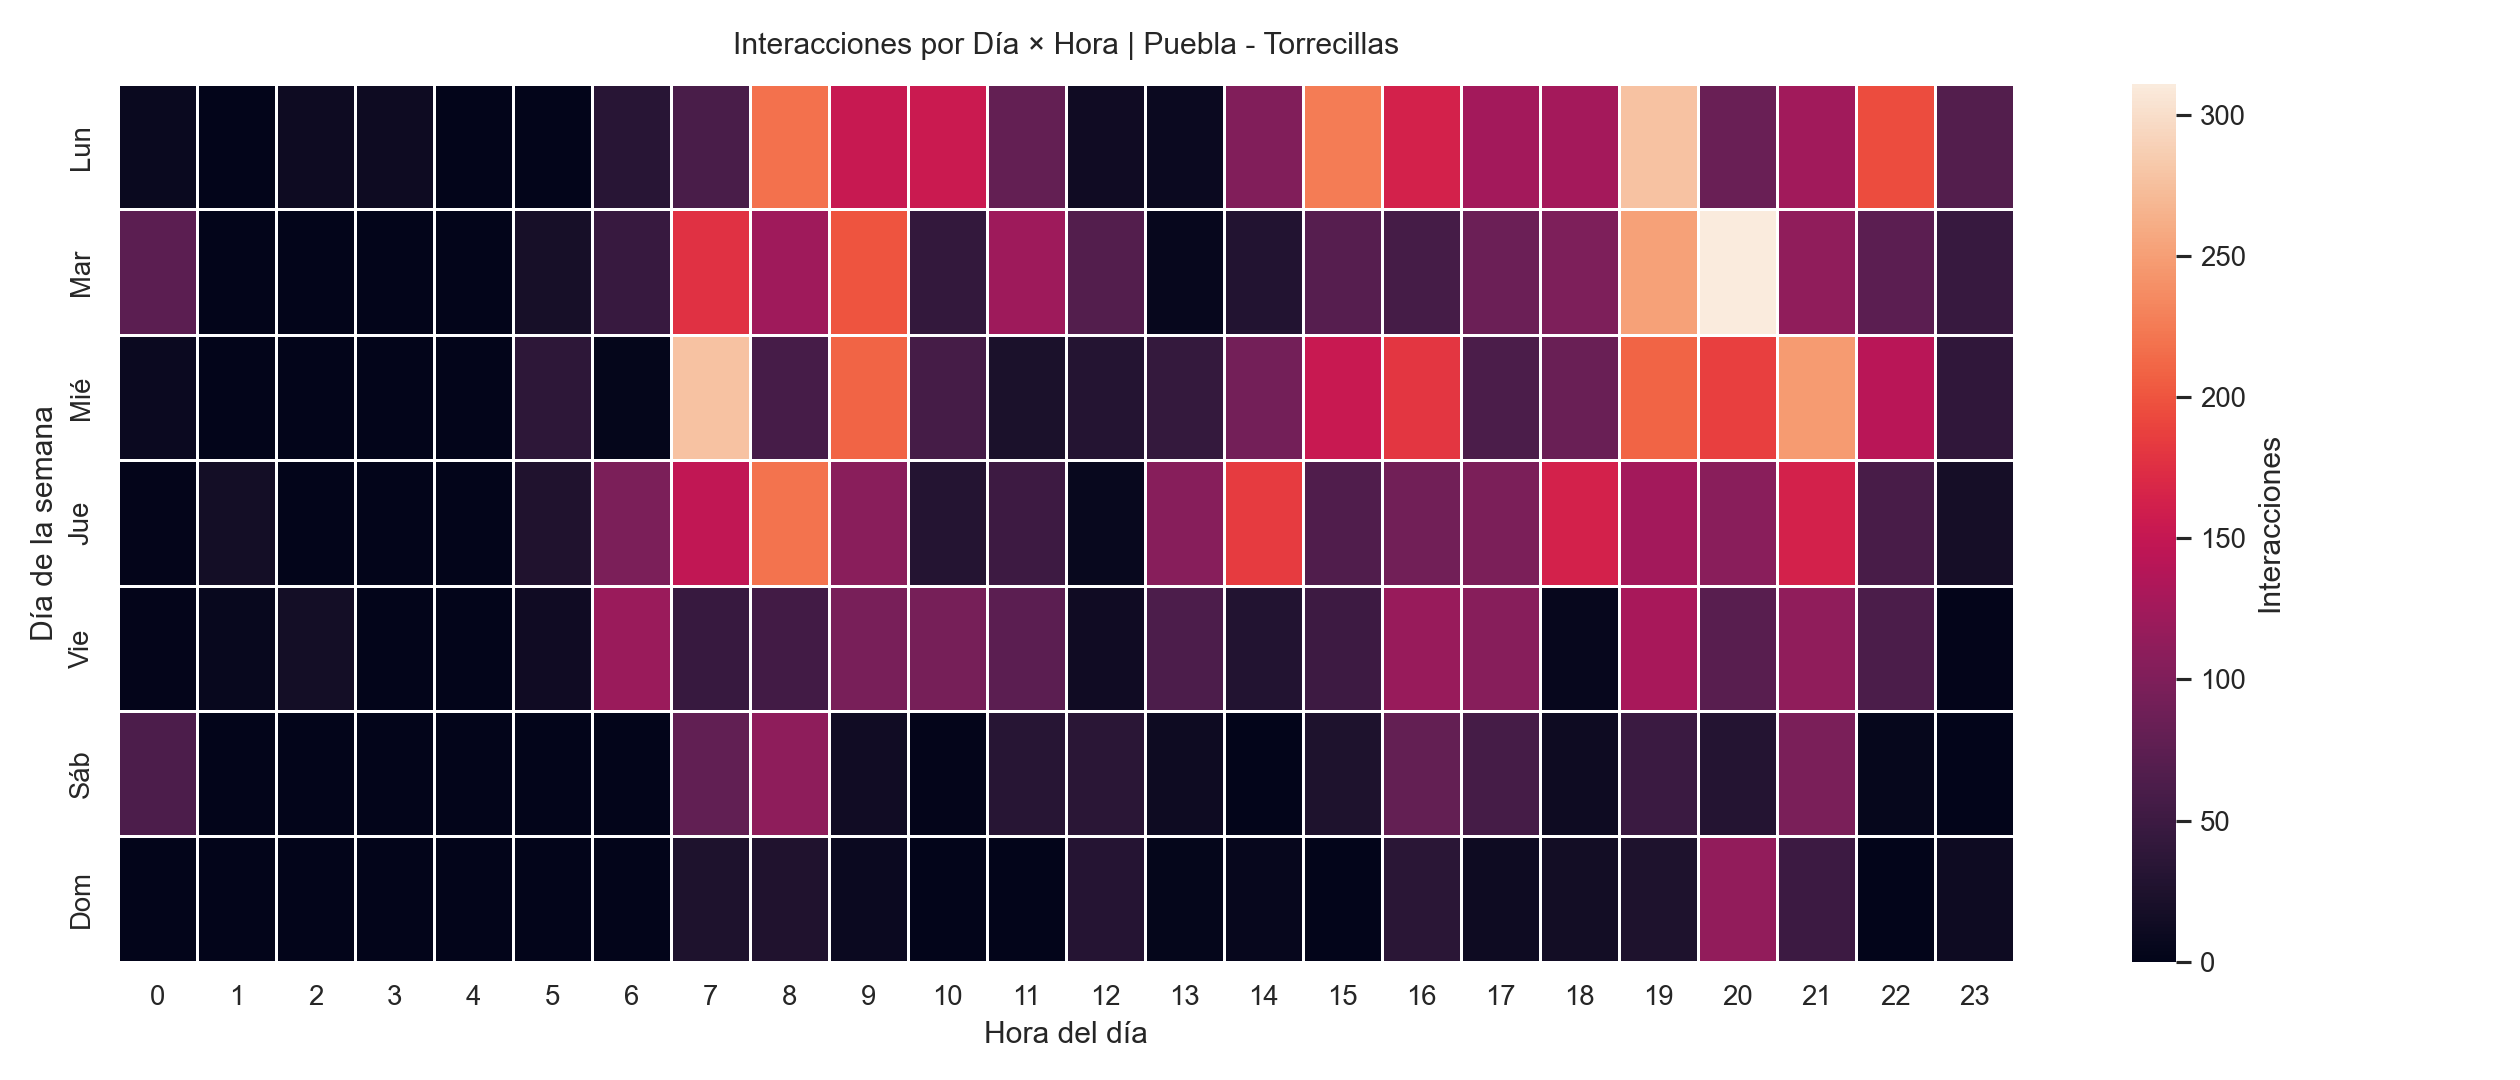 Interacciones por Día × Hora | Puebla - Torrecillas
Día de la semana
Lun
Mar
Mié
Jue
Vie
Sáb
Dom
0 1 2 3 4 5 6 7 8 9 10 11 12 13 14 15 16 17 18 19 20 21 22 23
Hora del día
300
250
200
150
100
50
0
Interacciones